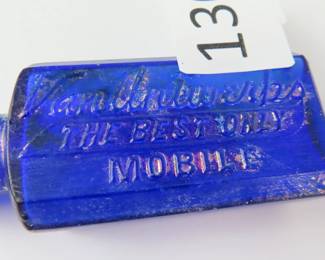 13
Van Antwerp's
THE BEST ONLY
MOBILE